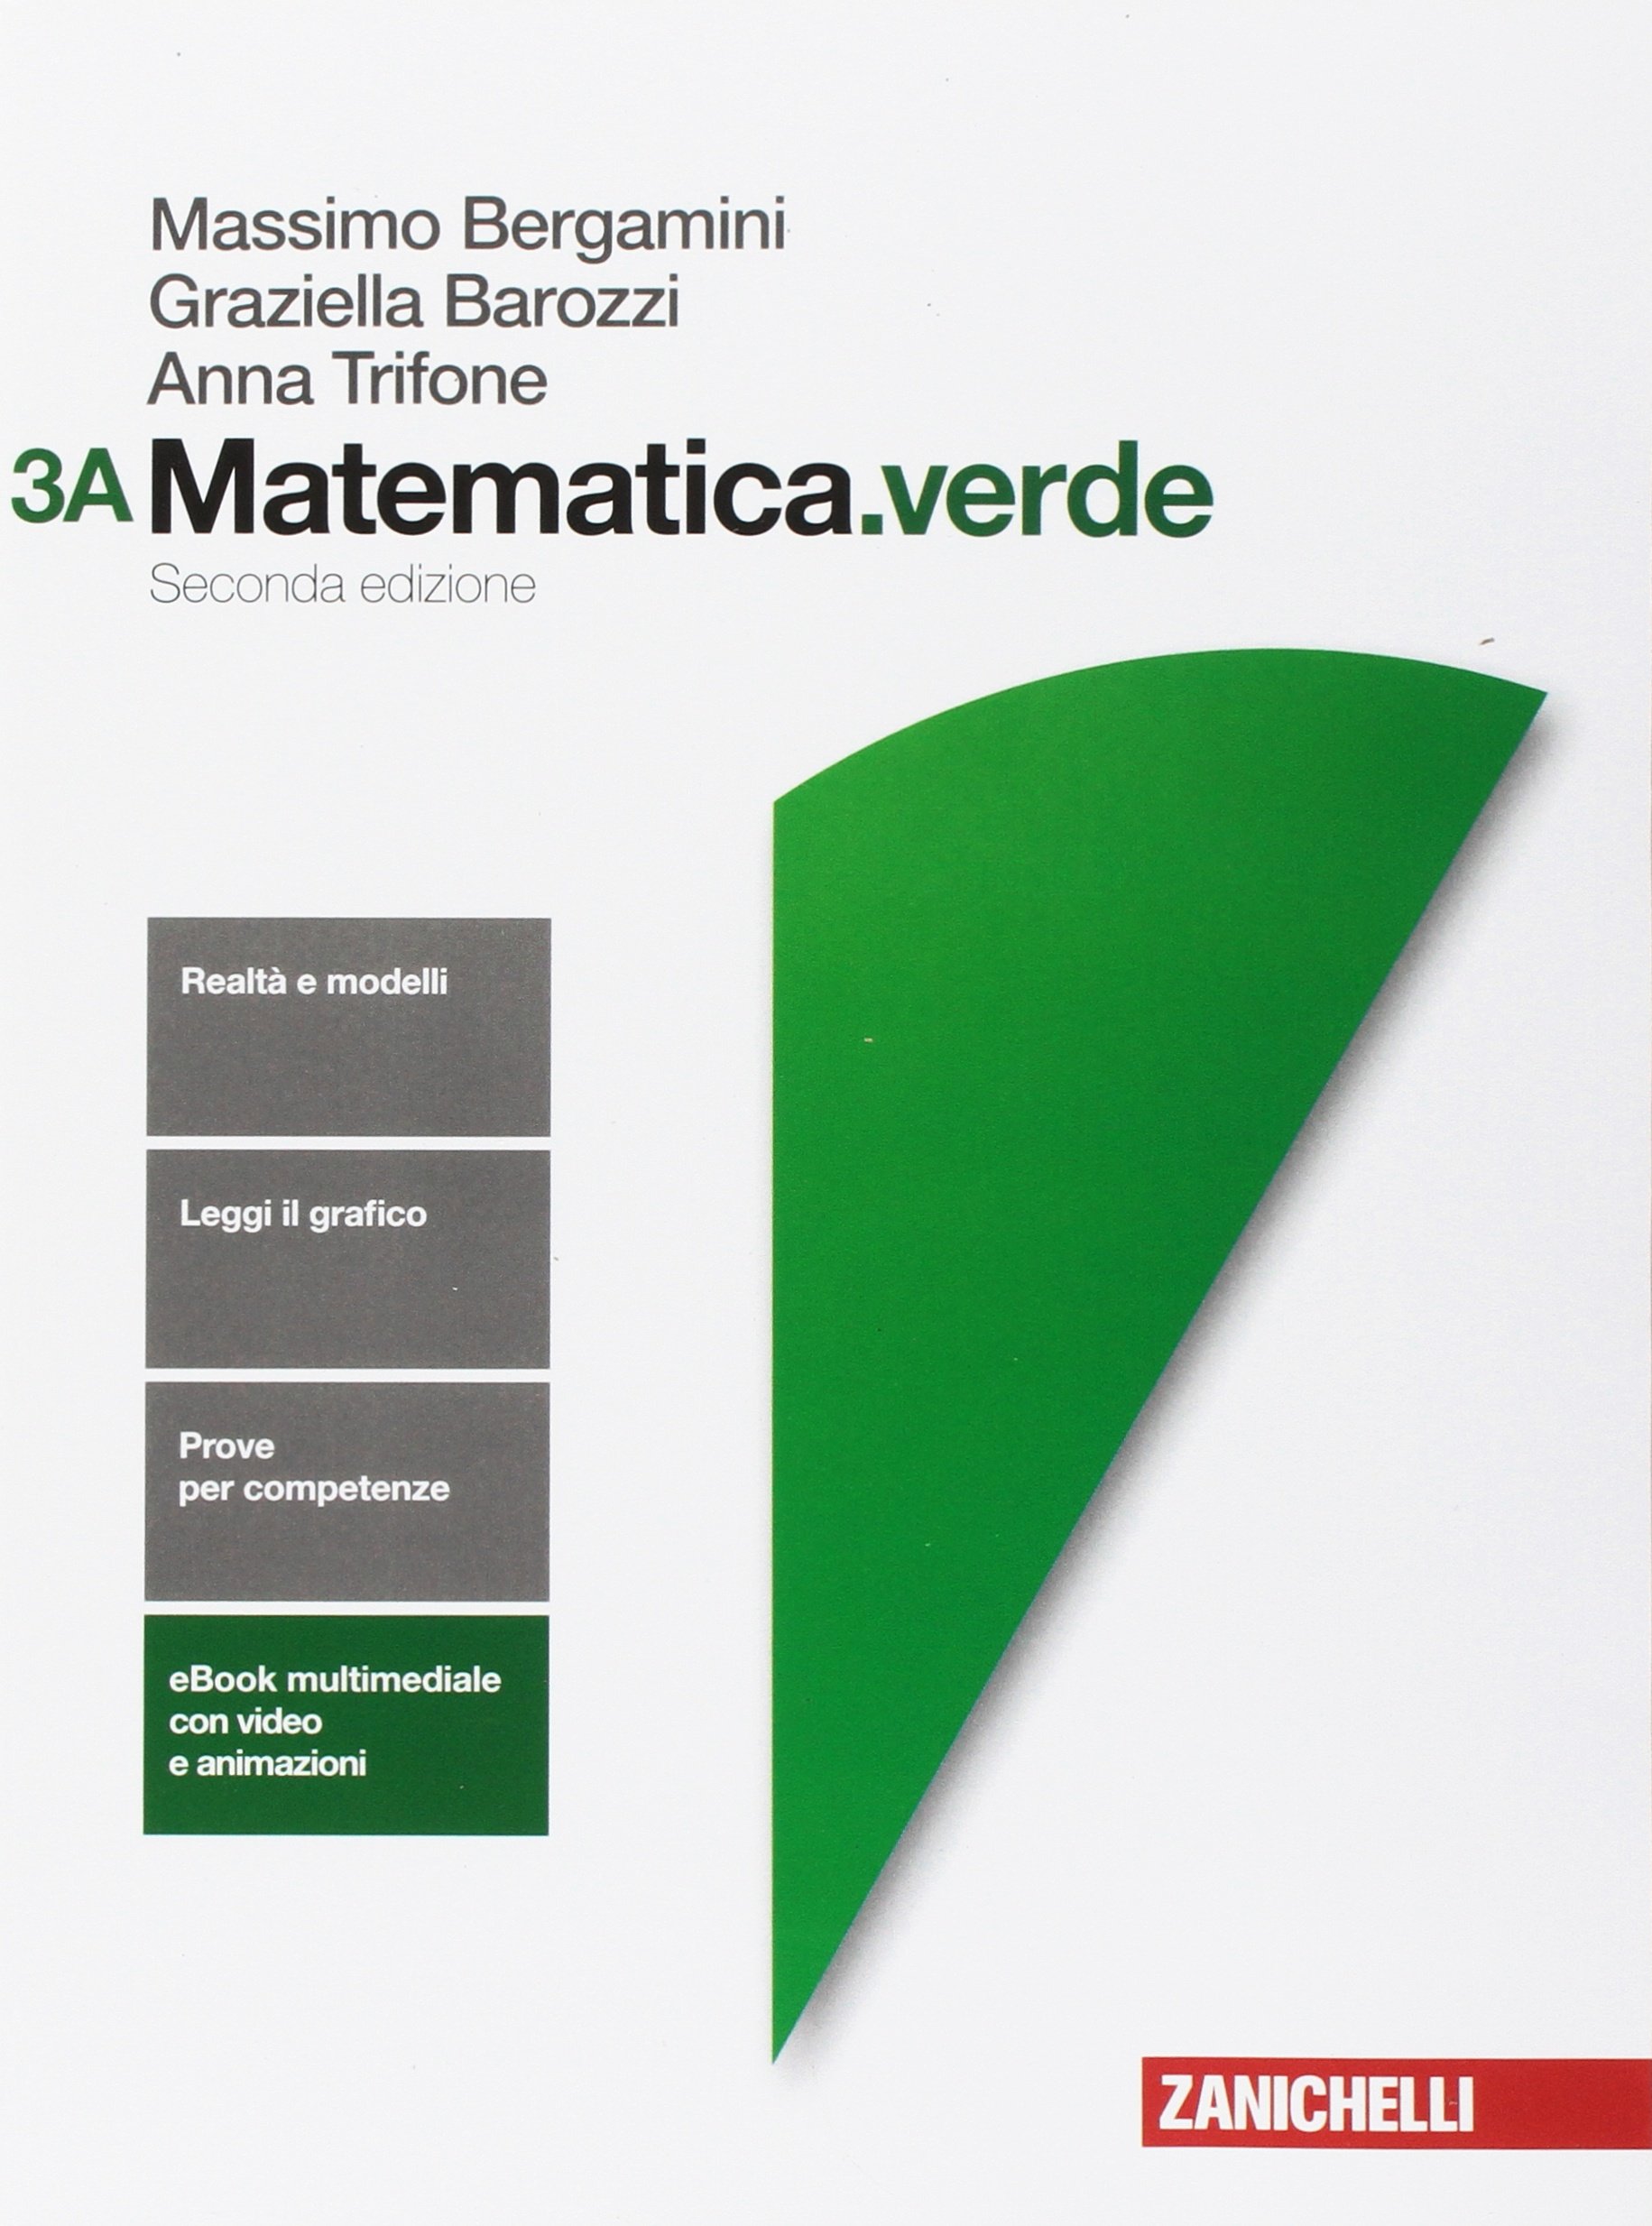 Massimo Bergamini
Graziella Barozzi
Anna Trifone
3A Matematica.verde
Seconda edizione
Realtà e modelli
Leggi il grafico
Prove
per competenze
eBook multimediale
con video
e animazioni
ZANICHELLI